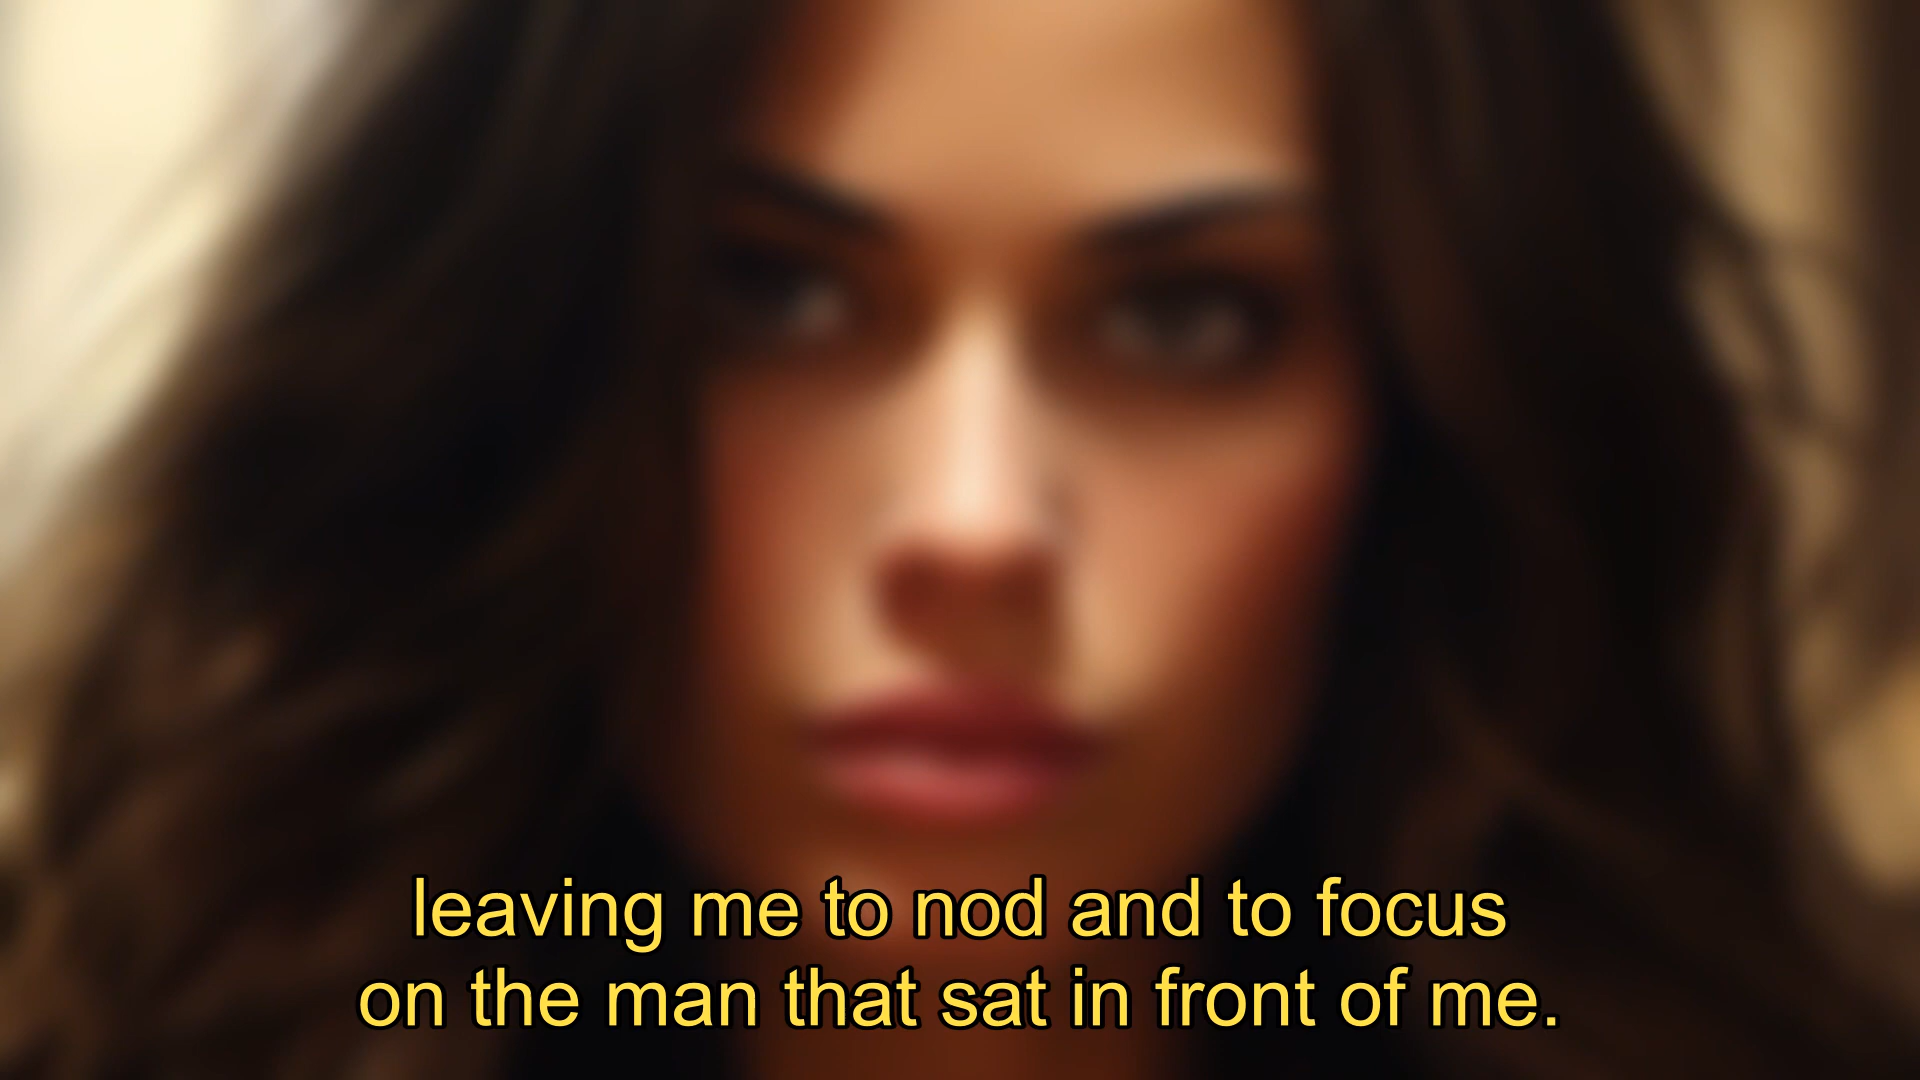 leaving me to nod and to focus
on the man that sat in front of me.